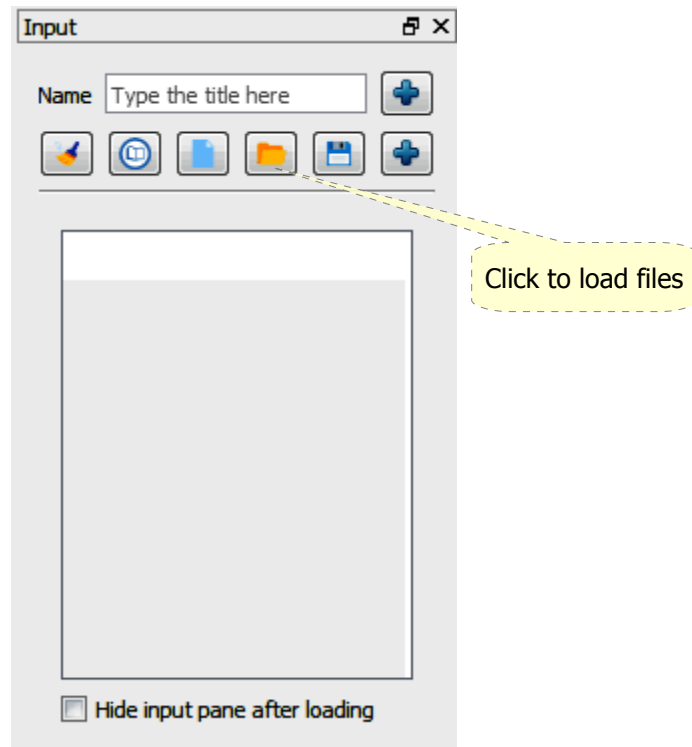 Input
Name Type the title here
Click to load files
Hide input pane after loading